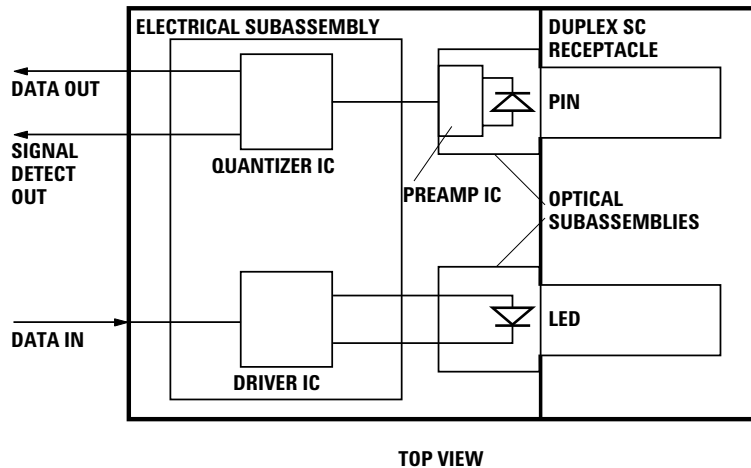 ELECTRICAL SUBASSEMBLY
DUPLEX SC
RECEPTACLE
DATA OUT
PIN
SIGNAL
DETECT
OUT
QUANTIZER IC
PREAMP IC
OPTICAL
SUBASSEMBLIES
DATA IN
LED
DRIVER IC
TOP VIEW